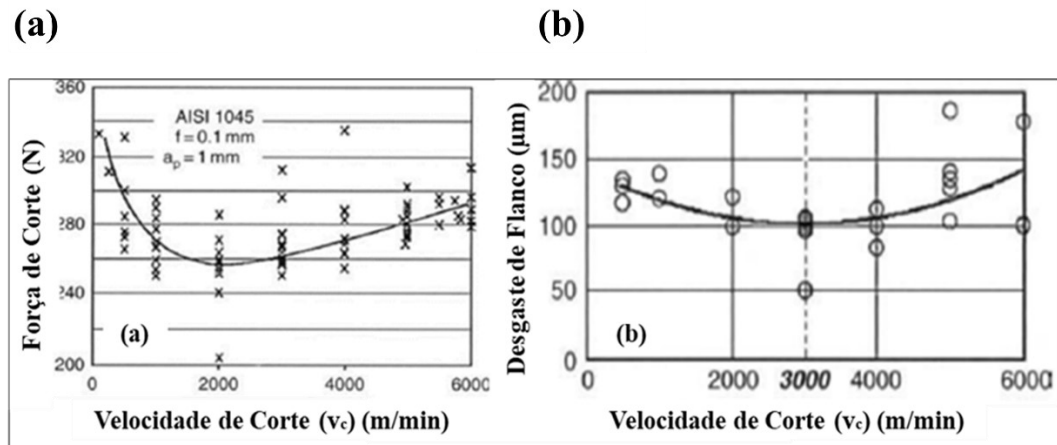 (a)
(b)
Força de Corte (N)
360
320
280
240
200
AISI 1045
f = 0.1 mm
aₚ = 1 mm
(a)
0
2000
4000
6000
Velocidade de Corte (vc) (m/min)
Desgaste de Flanco (μm)
200
150
100
50
0
(b)
0
2000
3000
4000
6000
Velocidade de Corte (vc) (m/min)